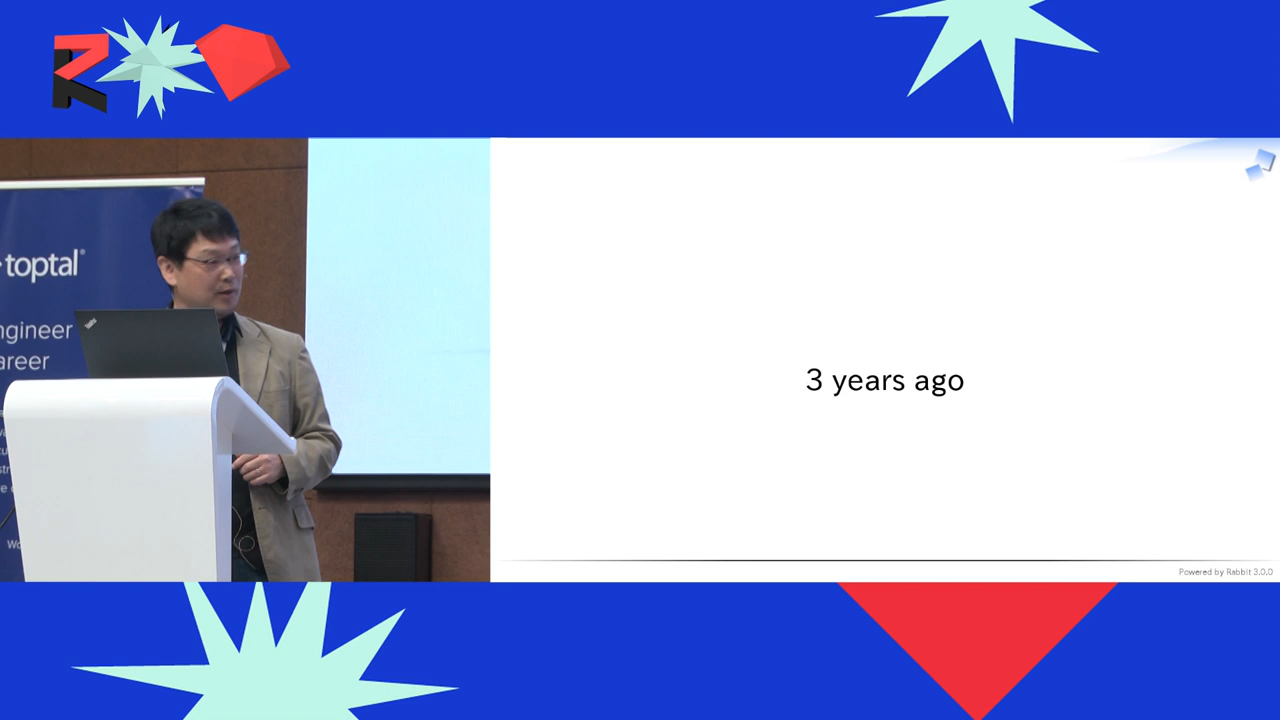 toptal
ngineer
areer
3 years ago
Powered by Rabbit 3.0.0